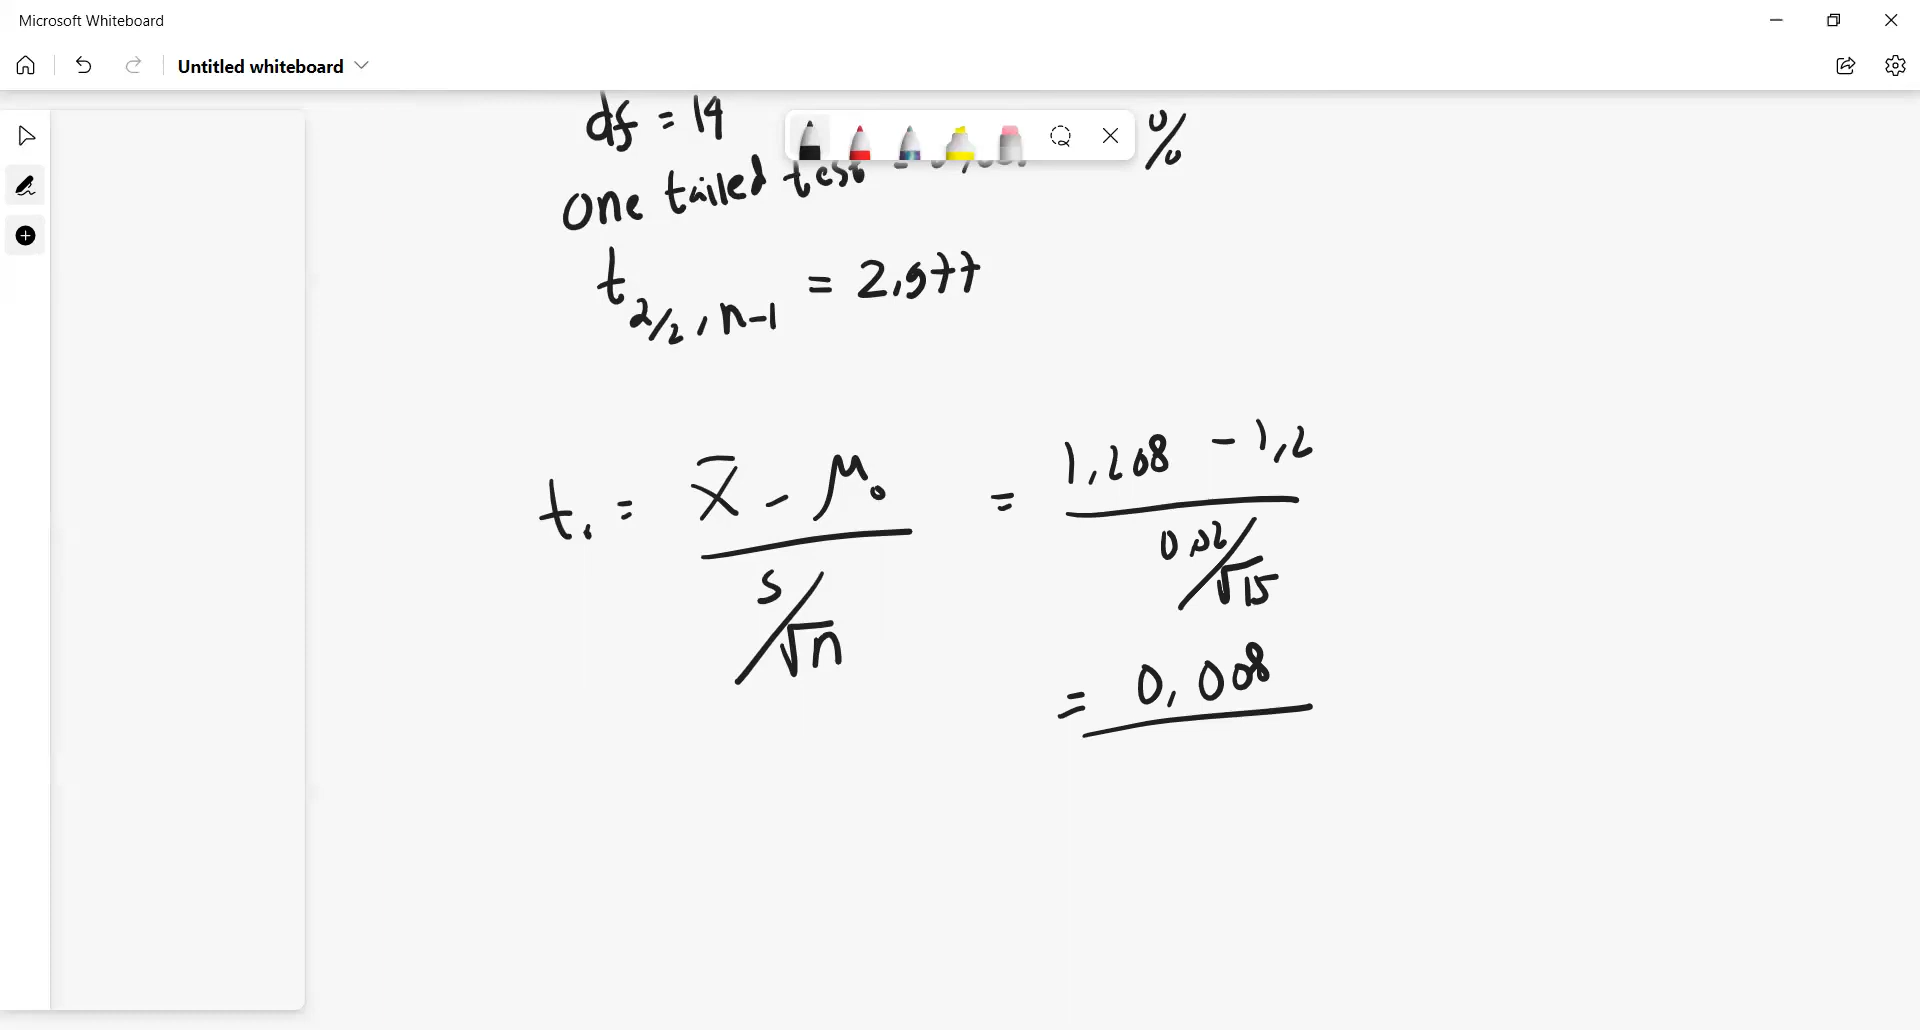 Microsoft Whiteboard
Untitled whiteboard
df = 14
%
one tailed test
t 2/2, n-1 = 2,977
t. = x̄ - μ₀ / s/√n = 1,208 - 1,2 / 0,02/√15
= 0,008